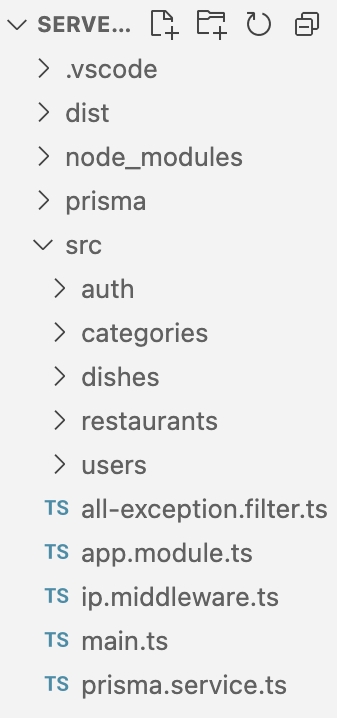 SERVE...
.vscode
dist
node_modules
prisma
src
auth
categories
dishes
restaurants
users
TS all-exception.filter.ts
TS app.module.ts
TS ip.middleware.ts
TS main.ts
TS prisma.service.ts